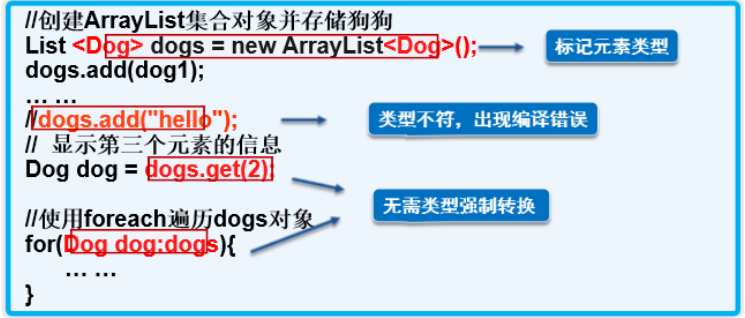 //创建ArrayList集合对象并存储狗狗
List <Dog> dogs = new ArrayList<Dog>();
标记元素类型
dogs.add(dog1);
… …
//dogs.add("hello");
类型不符，出现编译错误
// 显示第三个元素的信息
Dog dog = dogs.get(2);
无需类型强制转换
//使用foreach遍历dogs对象
for(Dog dog:dogs){
… …
}